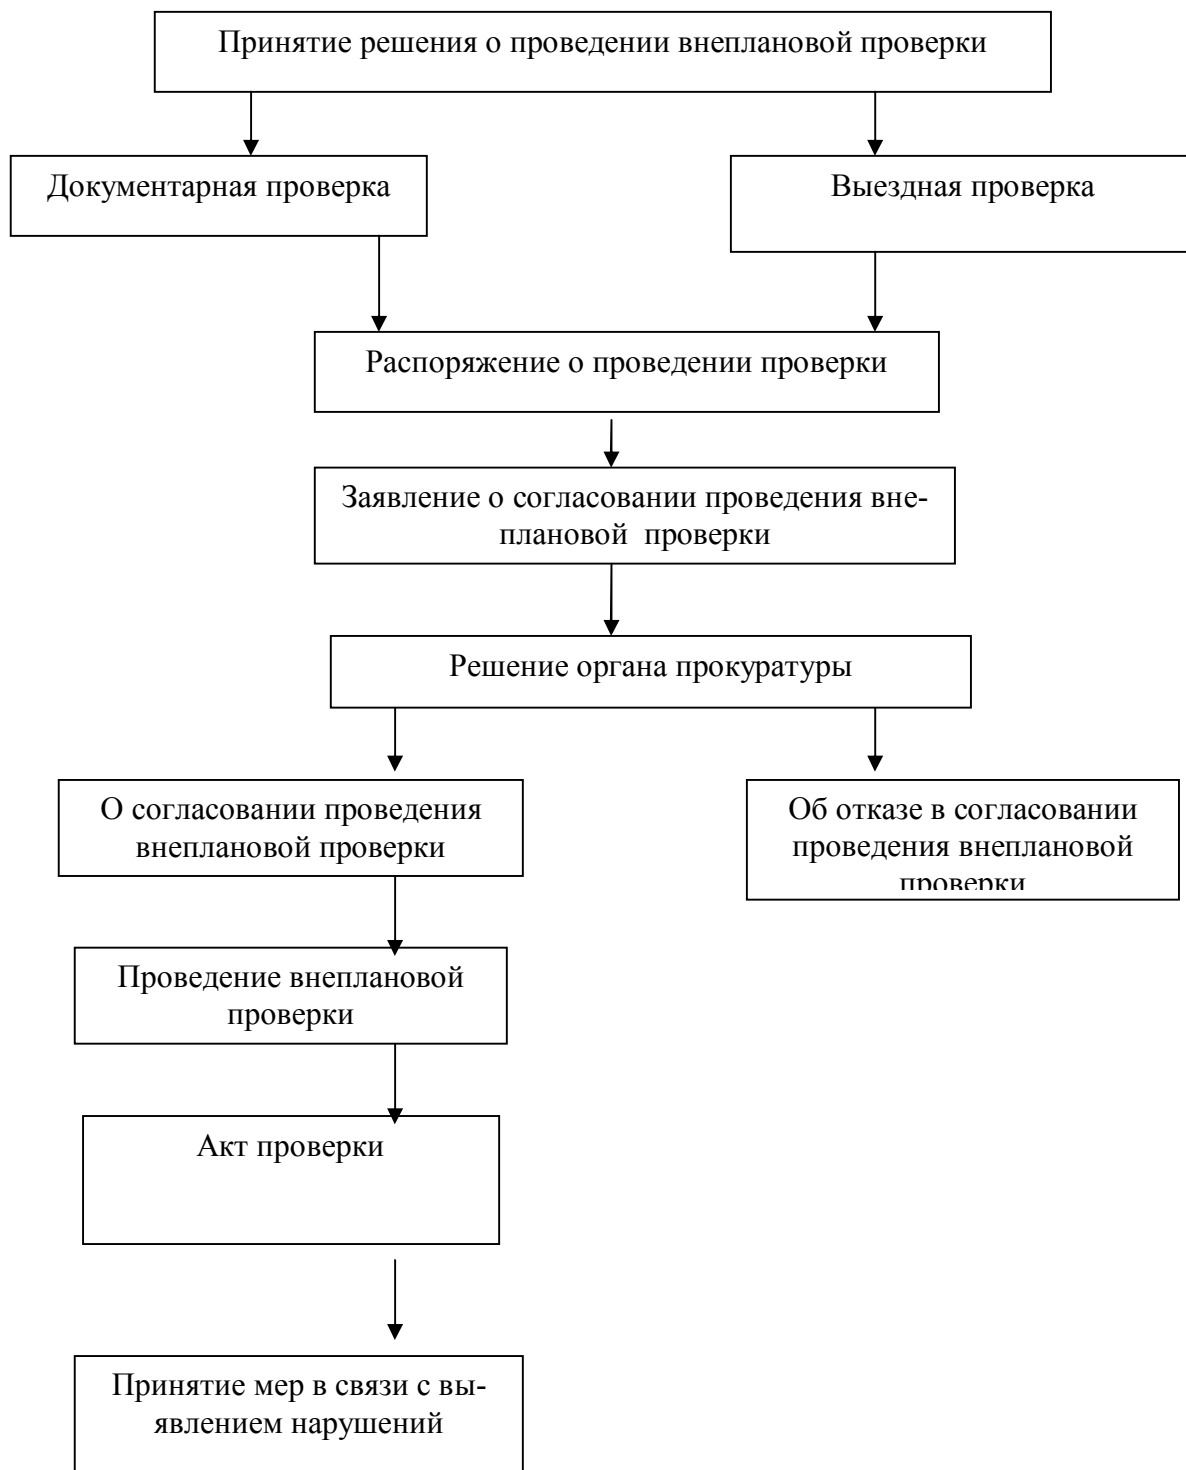 Принятие решения о проведении внеплановой проверки
Документарная проверка
Выездная проверка
Распоряжение о проведении проверки
Заявление о согласовании проведения вне-
плановой проверки
Решение органа прокуратуры
О согласовании проведения
внеплановой проверки
Об отказе в согласовании
проведения внеплановой
проверки
Проведение внеплановой
проверки
Акт проверки
Принятие мер в связи с вы-
явлением нарушений